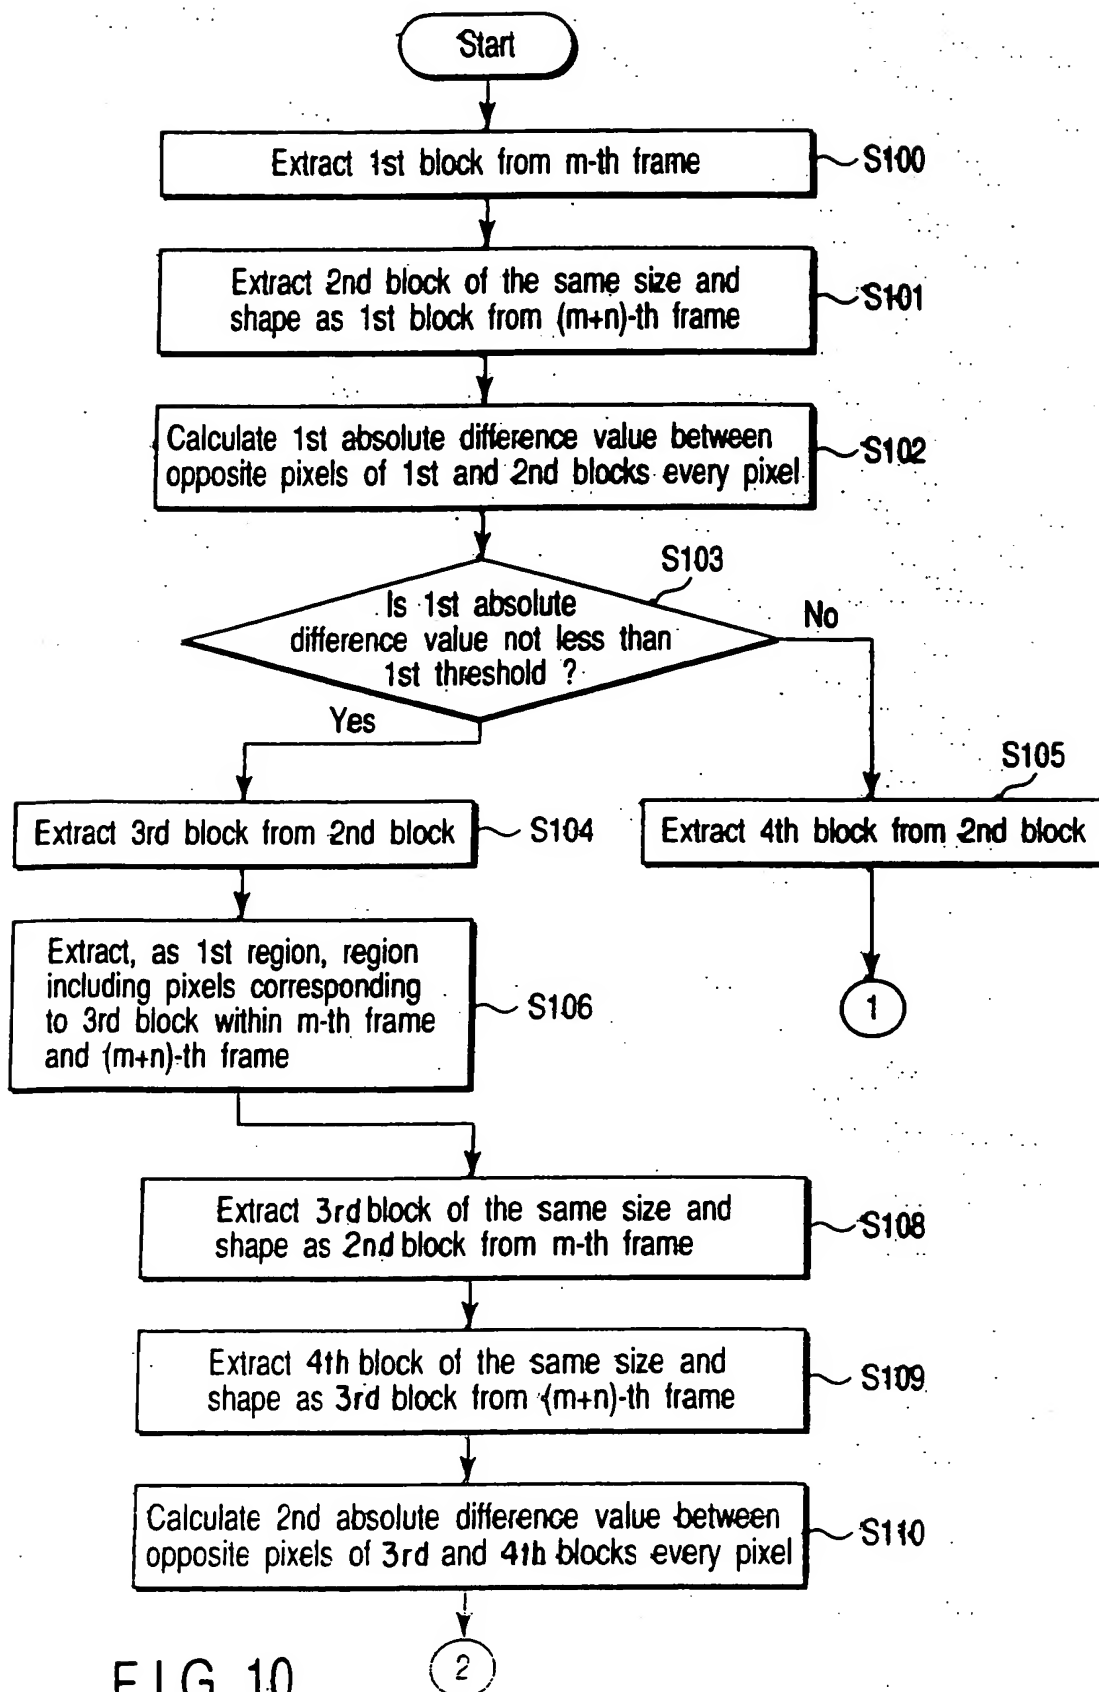 Start
Extract 1st block from m-th frame
S100
Extract 2nd block of the same size and
shape as 1st block from (m+n)-th frame
S101
Calculate 1st absolute difference value between
opposite pixels of 1st and 2nd blocks every pixel
S102
S103
Is 1st absolute
difference value not less than
1st threshold ?
No
Yes
S105
Extract 3rd block from 2nd block
S104
Extract 4th block from 2nd block
Extract, as 1st region, region
including pixels corresponding
to 3rd block within m-th frame
and (m+n)-th frame
S106
1
Extract 3rd block of the same size and
shape as 2nd block from m-th frame
S108
Extract 4th block of the same size and
shape as 3rd block from (m+n)-th frame
S109
Calculate 2nd absolute difference value between
opposite pixels of 3rd and 4th blocks every pixel
S110
2
FIG. 10